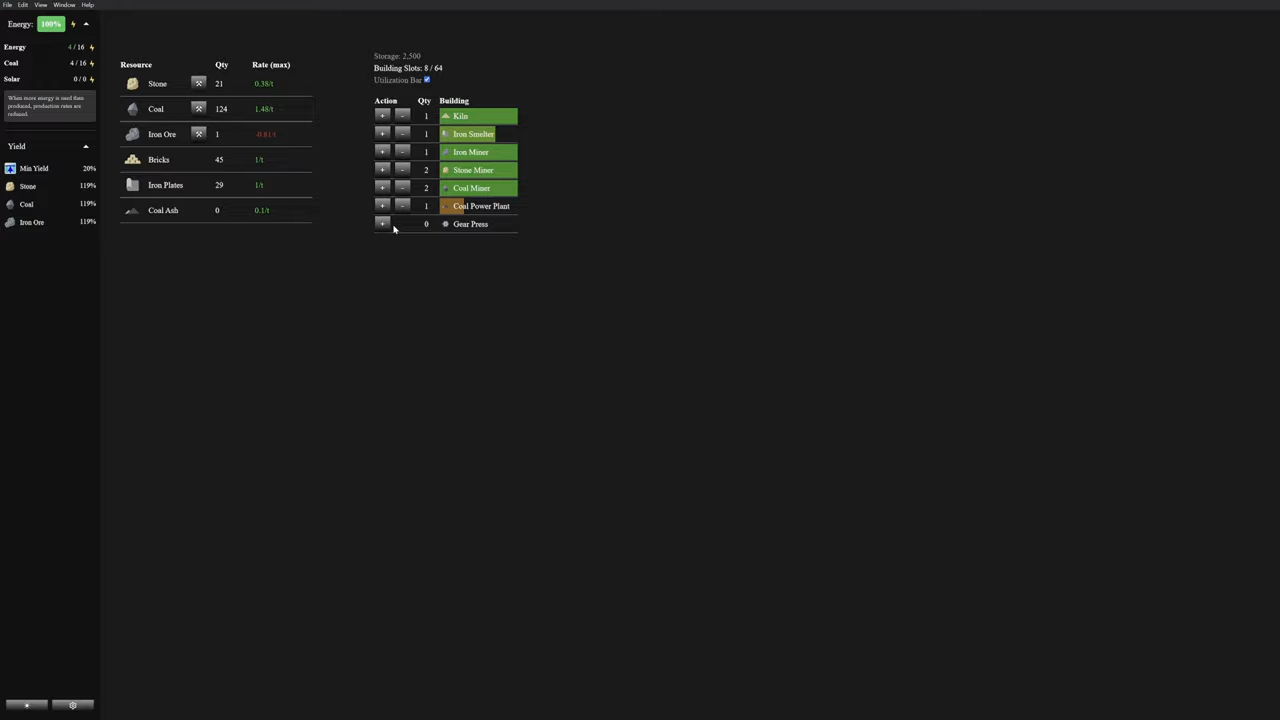 File Edit View Window Help
Energy: 100%
Energy 4 / 16
Coal 4 / 16
Solar 0 / 0
When more energy is used than
produced, production rates are
reduced.
Yield
Min Yield 20%
Stone 119%
Coal 119%
Iron Ore 119%
Resource Qty Rate (max)
Stone 21 0.38/t
Coal 124 1.48/t
Iron Ore 1 -0.81/t
Bricks 45 1/t
Iron Plates 29 1/t
Coal Ash 0 0.1/t
Storage: 2,500
Building Slots: 8 / 64
Utilization Bar
Action Qty Building
+ - 1 Kiln
+ - 1 Iron Smelter
+ - 1 Iron Miner
+ - 2 Stone Miner
+ - 2 Coal Miner
+ - 1 Coal Power Plant
+ 0 Gear Press